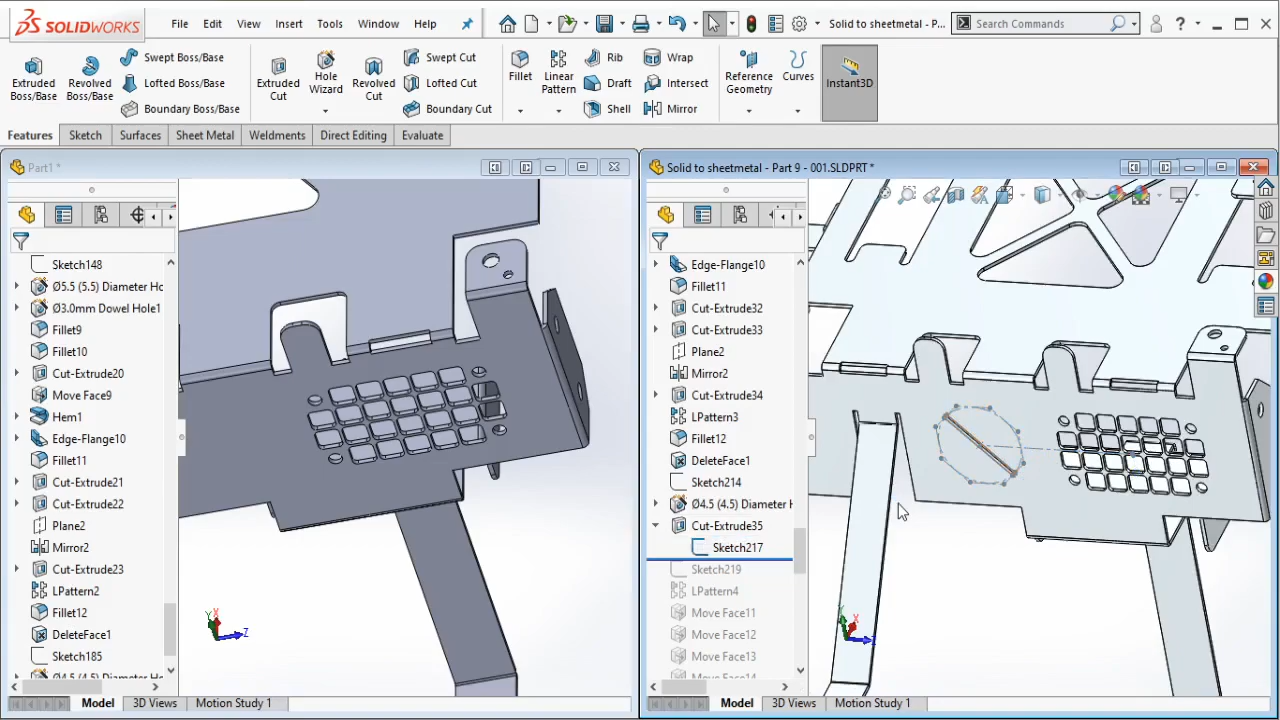 SOLIDWORKS
File Edit View Insert Tools Window Help
Solid to sheetmetal - P...
Search Commands
Extruded Boss/Base
Revolved Boss/Base
Swept Boss/Base
Lofted Boss/Base
Boundary Boss/Base
Extruded Cut
Hole Wizard
Revolved Cut
Swept Cut
Lofted Cut
Boundary Cut
Fillet
Linear Pattern
Rib
Draft
Shell
Wrap
Intersect
Mirror
Reference Geometry
Curves
Instant3D
Features Sketch Surfaces Sheet Metal Weldments Direct Editing Evaluate
Part1 *
Sketch148
Ø5.5 (5.5) Diameter Hc
Ø3.0mm Dowel Hole1
Fillet9
Fillet10
Cut-Extrude20
Move Face9
Hem1
Edge-Flange10
Fillet11
Cut-Extrude21
Cut-Extrude22
Plane2
Mirror2
Cut-Extrude23
LPattern2
Fillet12
DeleteFace1
Sketch185
Y X Z
Model 3D Views Motion Study 1
Solid to sheetmetal - Part 9 - 001.SLDPRT *
Edge-Flange10
Fillet11
Cut-Extrude32
Cut-Extrude33
Plane2
Mirror2
Cut-Extrude34
LPattern3
Fillet12
DeleteFace1
Sketch214
Ø4.5 (4.5) Diameter H
Cut-Extrude35
Sketch217
Sketch219
LPattern4
Move Face11
Move Face12
Move Face13
Move Face14
Y X Z
Model 3D Views Motion Study 1